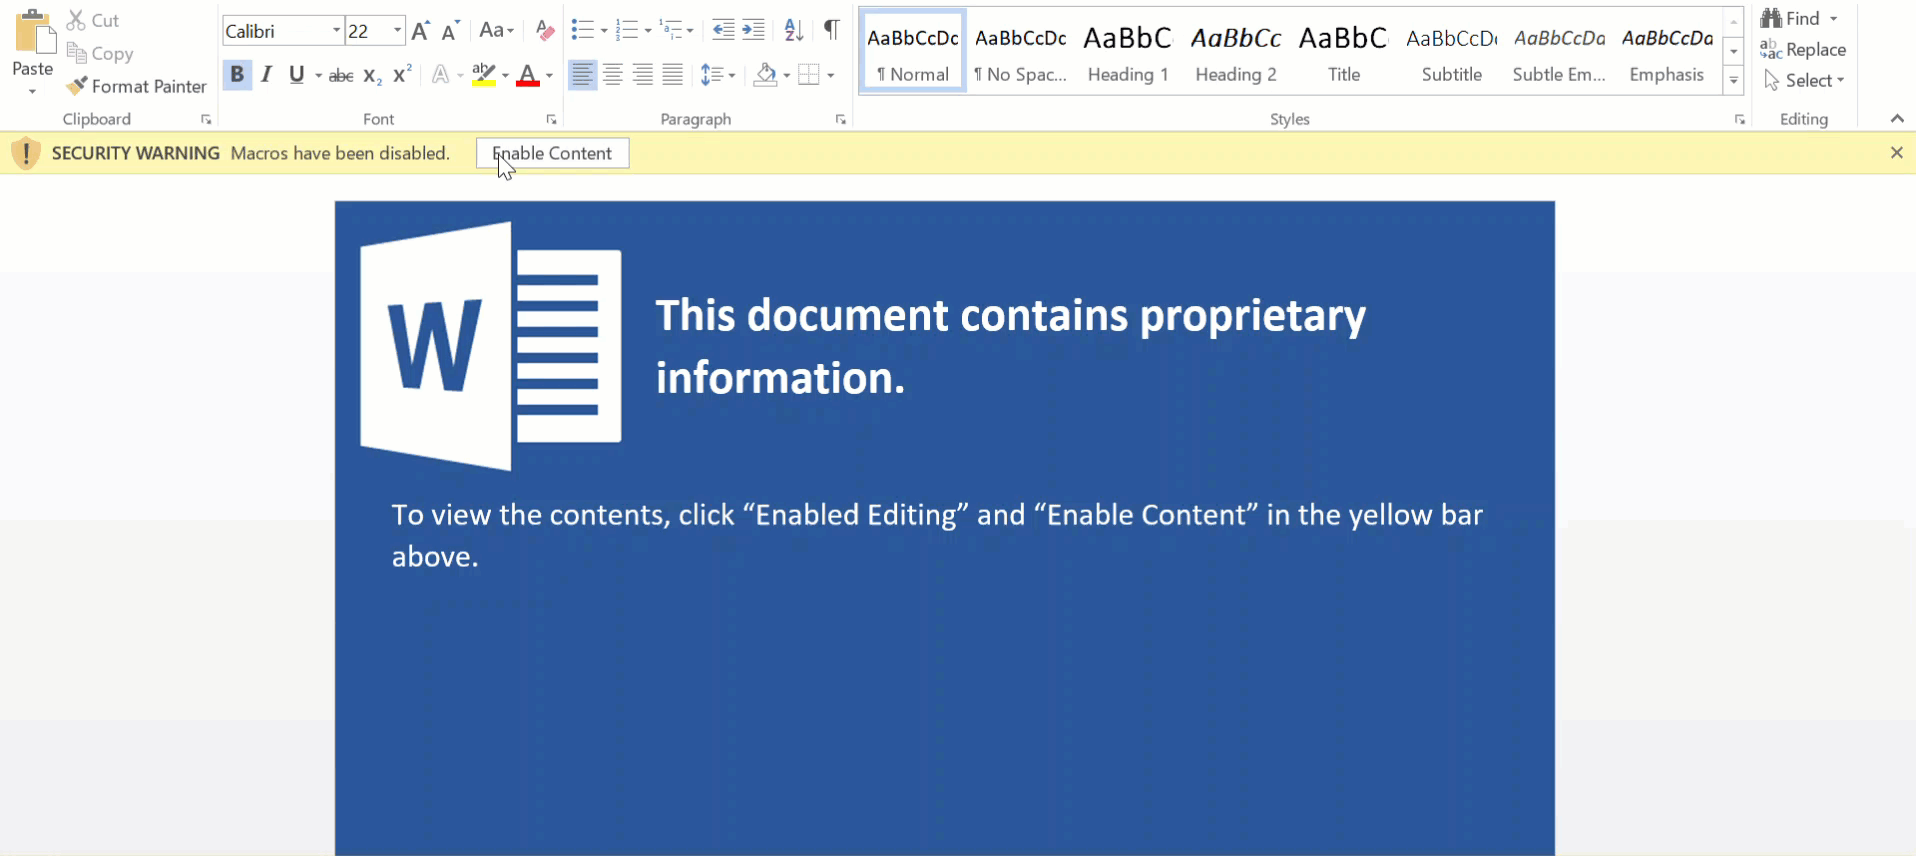 Cut
Copy
Paste
Format Painter
Clipboard
Calibri 22 A A Aa
B I U abc X2 X2 A ab A
Font
A Z ¶
Paragraph
AaBbCcDc AaBbCcDc AaBbC AaBbCc AaBbC AaBbCcD AaBbCcDa AaBbCcDa
¶ Normal ¶ No Spac... Heading 1 Heading 2 Title Subtitle Subtle Em... Emphasis
Styles
Find
Replace
Select
Editing
SECURITY WARNING Macros have been disabled. Enable Content
W
This document contains proprietary
information.
To view the contents, click “Enabled Editing” and “Enable Content” in the yellow bar
above.